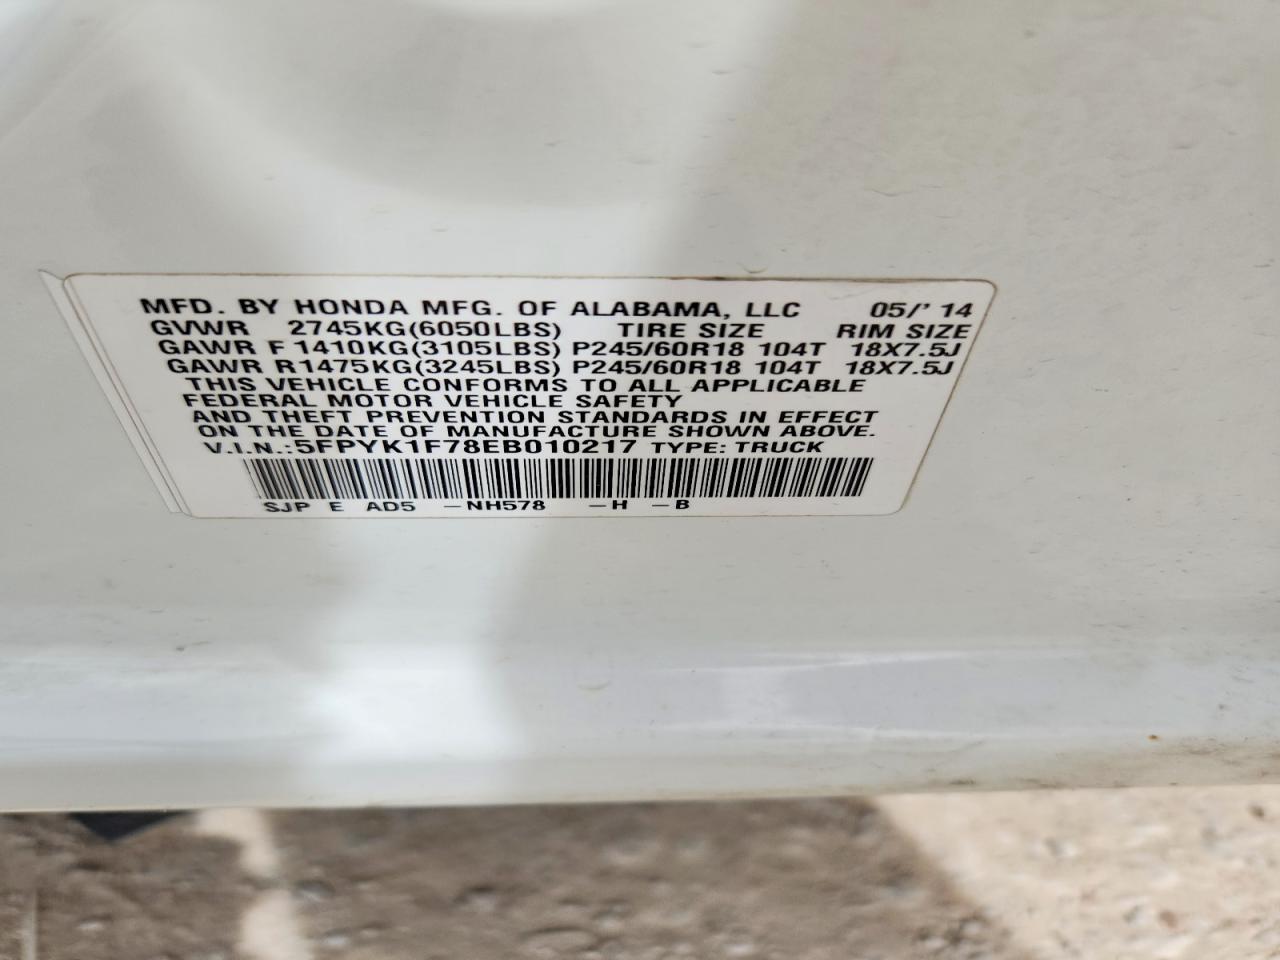 MFD. BY HONDA MFG. OF ALABAMA, LLC 05/'14
GVWR 2745KG(6050LBS) TIRE SIZE RIM SIZE
GAWR F 1410KG(3105LBS) P245/60R18 104T 18X7.5J
GAWR R1475KG(3245LBS) P245/60R18 104T 18X7.5J
THIS VEHICLE CONFORMS TO ALL APPLICABLE
FEDERAL MOTOR VEHICLE SAFETY
AND THEFT PREVENTION STANDARDS IN EFFECT
ON THE DATE OF MANUFACTURE SHOWN ABOVE.
V.I.N.:5FPYK1F78EB010217 TYPE: TRUCK
SJP E AD5 -NH578 -H -B